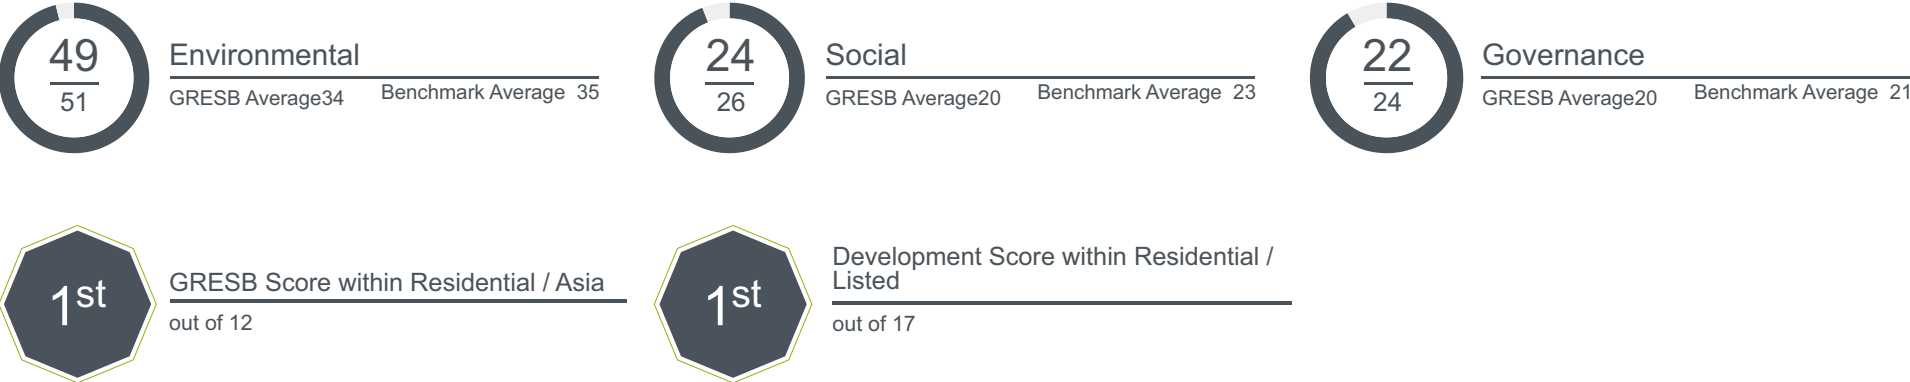 49
51
Environmental
GRESB Average34 Benchmark Average 35
24
26
Social
GRESB Average20 Benchmark Average 23
22
24
Governance
GRESB Average20 Benchmark Average 21
1st
GRESB Score within Residential / Asia
out of 12
1st
Development Score within Residential /
Listed
out of 17